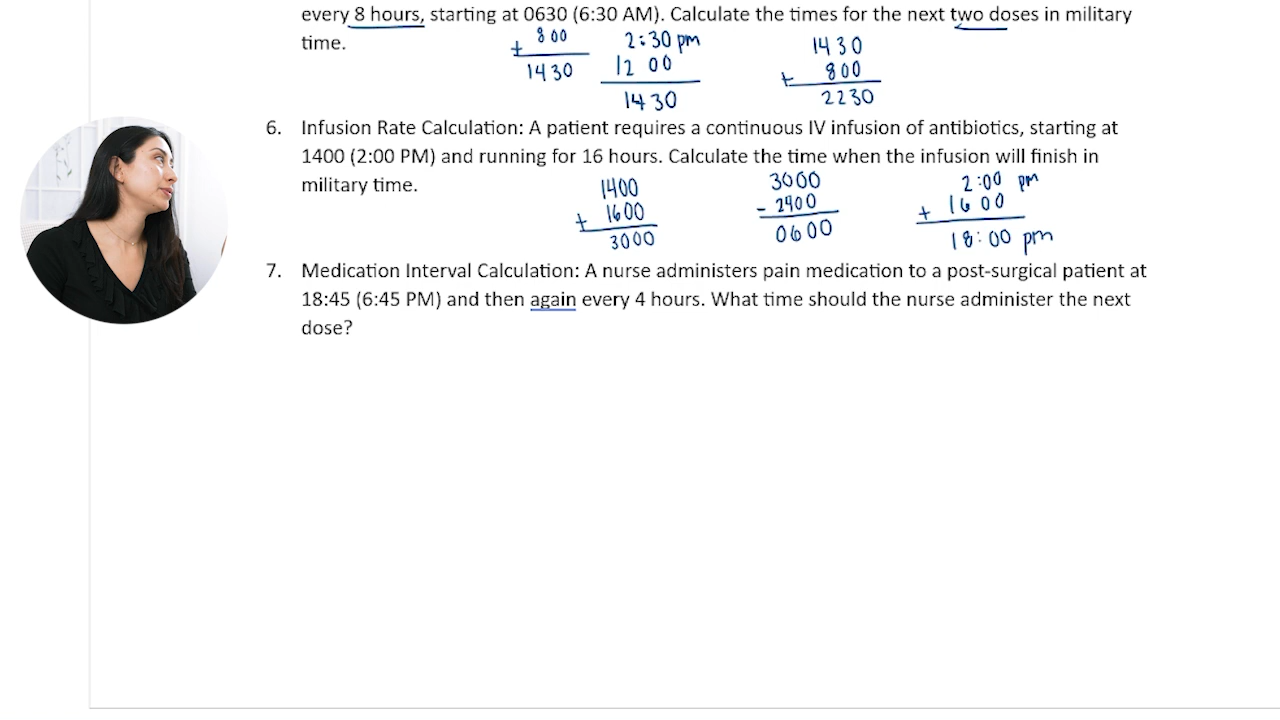 every 8 hours, starting at 0630 (6:30 AM). Calculate the times for the next two doses in military
time.
+ 800
1430
2:30 pm
12 00
1430
1430
+ 800
2230
6. Infusion Rate Calculation: A patient requires a continuous IV infusion of antibiotics, starting at
1400 (2:00 PM) and running for 16 hours. Calculate the time when the infusion will finish in
military time.
1400
+ 1600
3000
3000
- 2400
0600
2:00 pm
+ 1600
18:00 pm
7. Medication Interval Calculation: A nurse administers pain medication to a post-surgical patient at
18:45 (6:45 PM) and then again every 4 hours. What time should the nurse administer the next
dose?